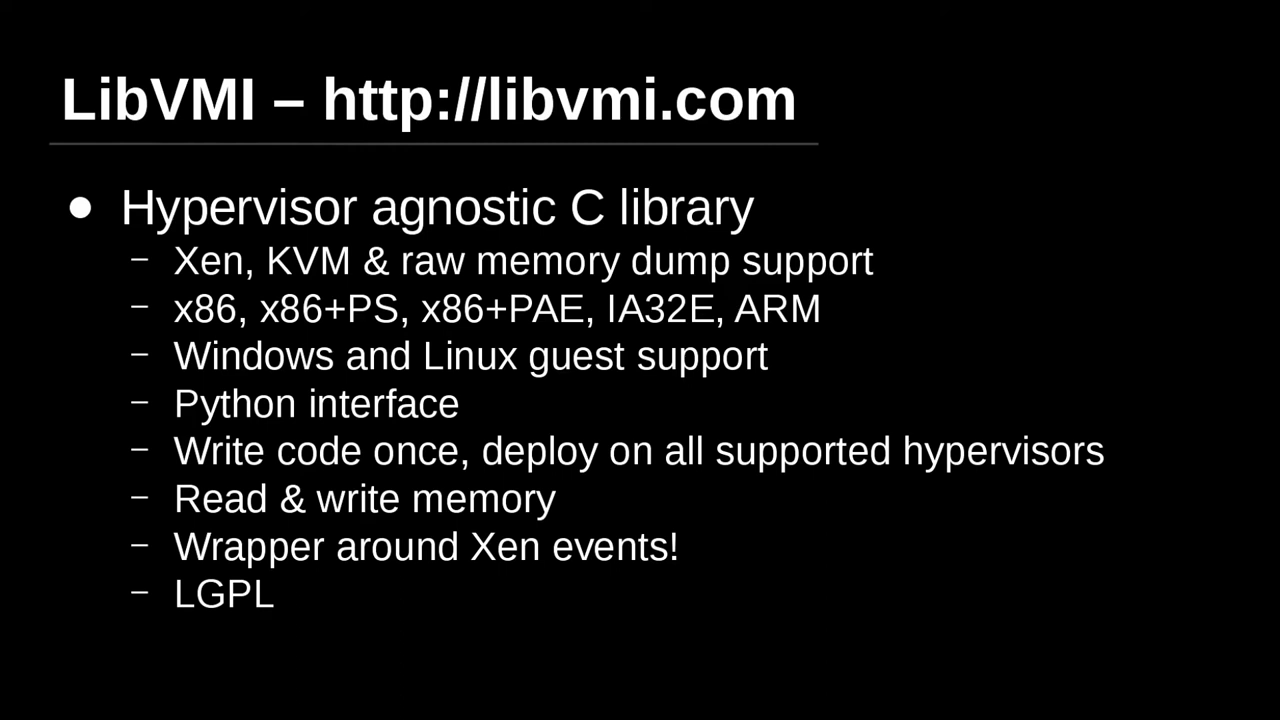 LibVMI – http://libvmi.com
● Hypervisor agnostic C library
– Xen, KVM & raw memory dump support
– x86, x86+PS, x86+PAE, IA32E, ARM
– Windows and Linux guest support
– Python interface
– Write code once, deploy on all supported hypervisors
– Read & write memory
– Wrapper around Xen events!
– LGPL